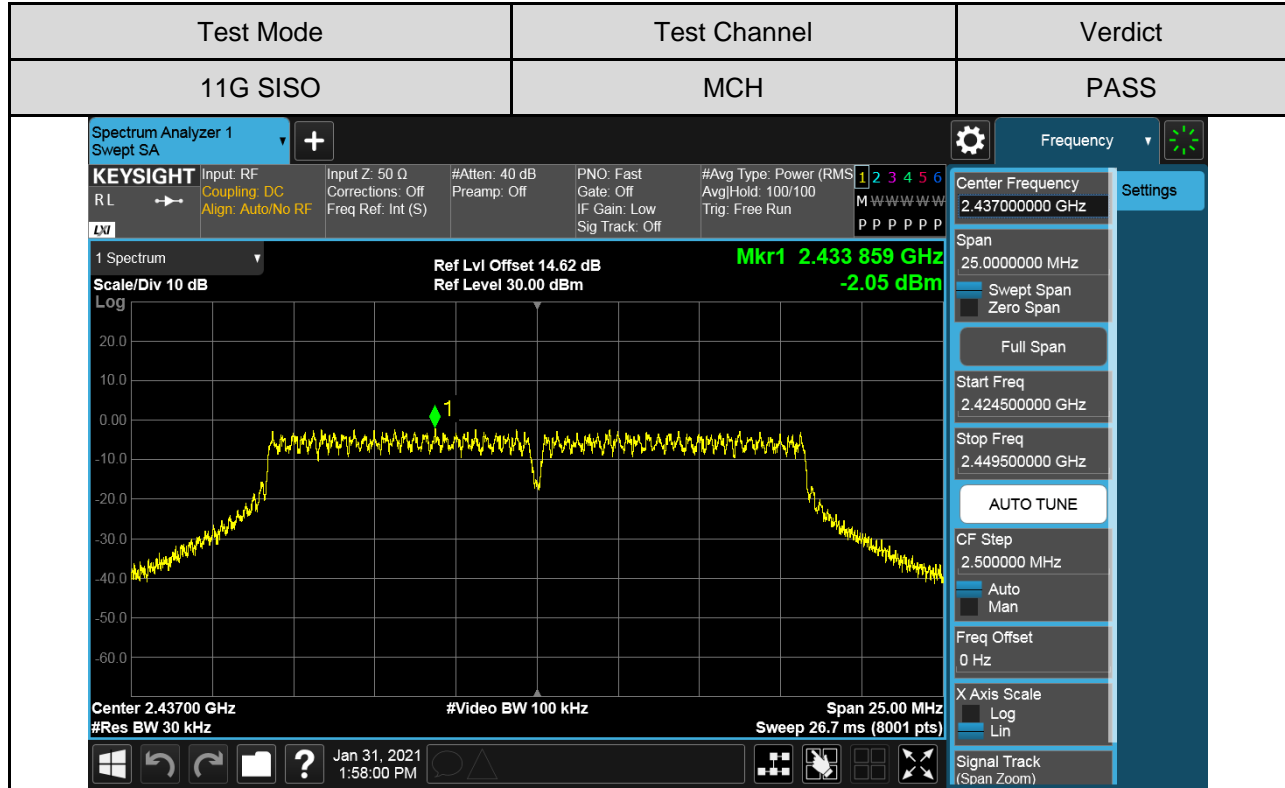 Test Mode Test Channel Verdict
11G SISO MCH PASS
Spectrum Analyzer 1
Swept SA
+
Frequency
KEYSIGHT Input: RF Input Z: 50 Ω #Atten: 40 dB PNO: Fast #Avg Type: Power (RMS 1 2 3 4 5 6
RL Coupling: DC Corrections: Off Preamp: Off Gate: Off Avg|Hold: 100/100 M W W W W W
Align: Auto/No RF Freq Ref: Int (S) IF Gain: Low Trig: Free Run
LXI Sig Track: Off P P P P P P
1 Spectrum Ref Lvl Offset 14.62 dB Mkr1 2.433 859 GHz
Scale/Div 10 dB Ref Level 30.00 dBm -2.05 dBm
Log
20.0
10.0
1
0.00
-10.0
-20.0
-30.0
-40.0
-50.0
-60.0
Center 2.43700 GHz #Video BW 100 kHz Span 25.00 MHz
#Res BW 30 kHz Sweep 26.7 ms (8001 pts)
? Jan 31, 2021
1:58:00 PM
Center Frequency
2.437000000 GHz
Settings
Span
25.0000000 MHz
Swept Span
Zero Span
Full Span
Start Freq
2.424500000 GHz
Stop Freq
2.449500000 GHz
AUTO TUNE
CF Step
2.500000 MHz
Auto
Man
Freq Offset
0 Hz
X Axis Scale
Log
Lin
Signal Track
(Span Zoom)